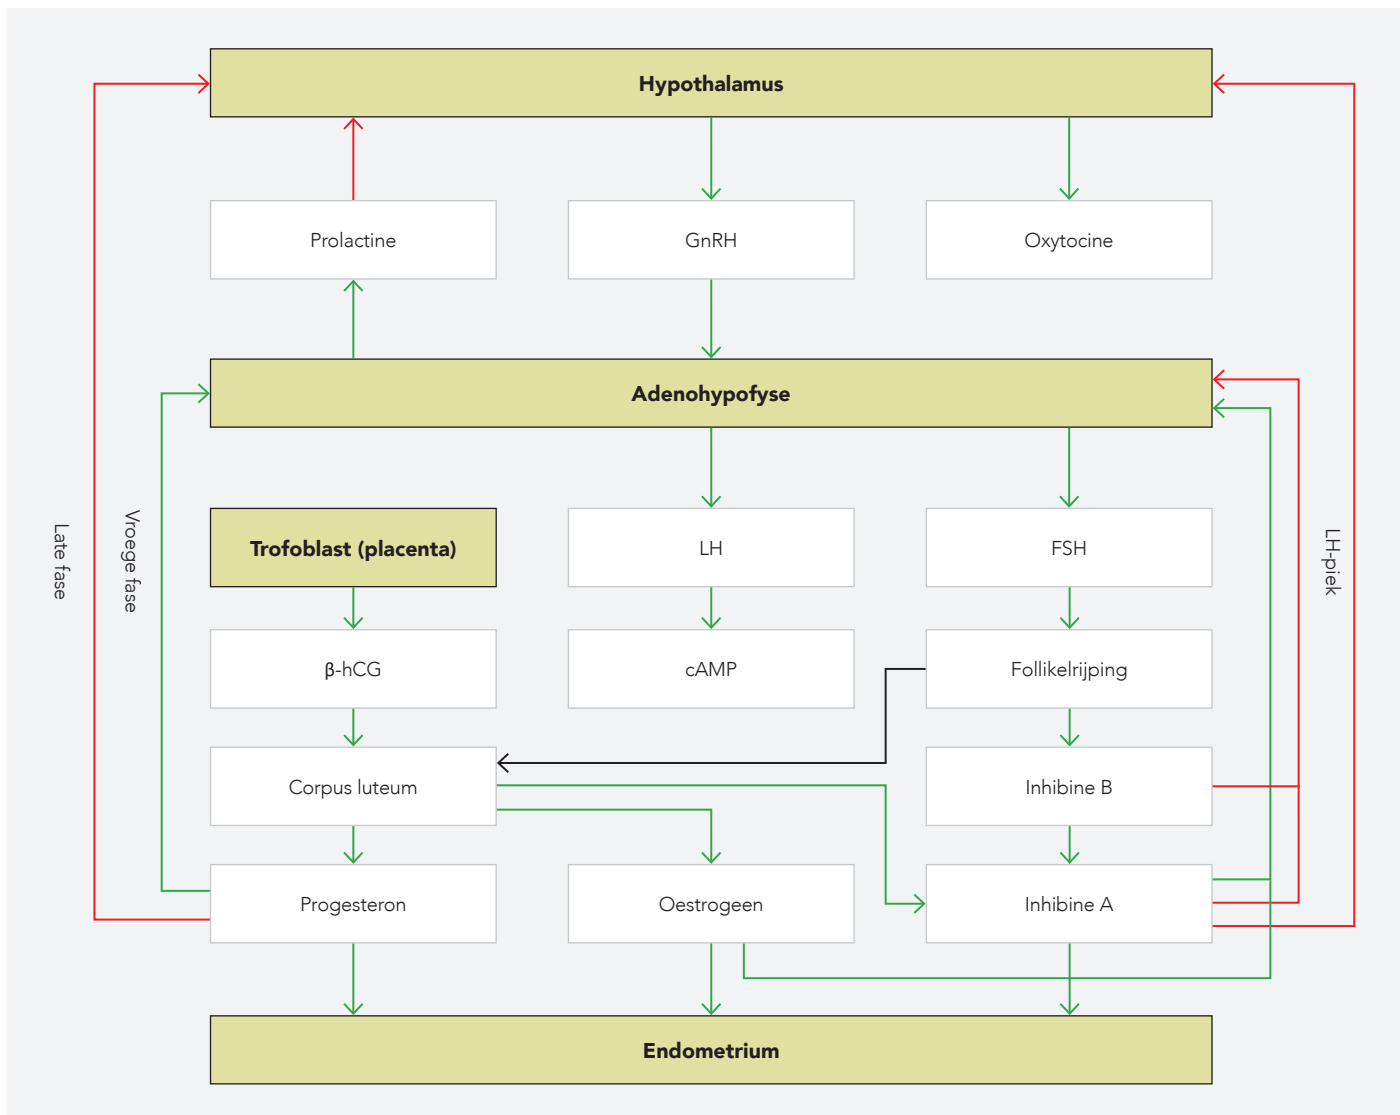 Hypothalamus
Prolactine
GnRH
Oxytocine
Adenohypofyse
Late fase
Vroege fase
LH-piek
Trofoblast (placenta)
LH
FSH
β-hCG
cAMP
Follikelrijping
Corpus luteum
Inhibine B
Progesteron
Oestrogeen
Inhibine A
Endometrium